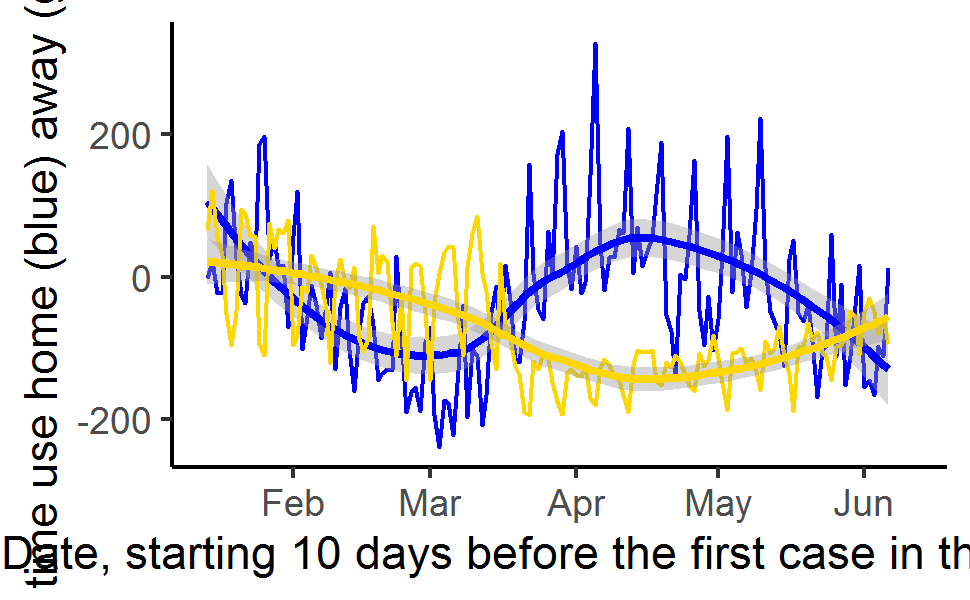 time use home (blue) away (g
200
0
-200
Feb Mar Apr May Jun
Date, starting 10 days before the first case in th